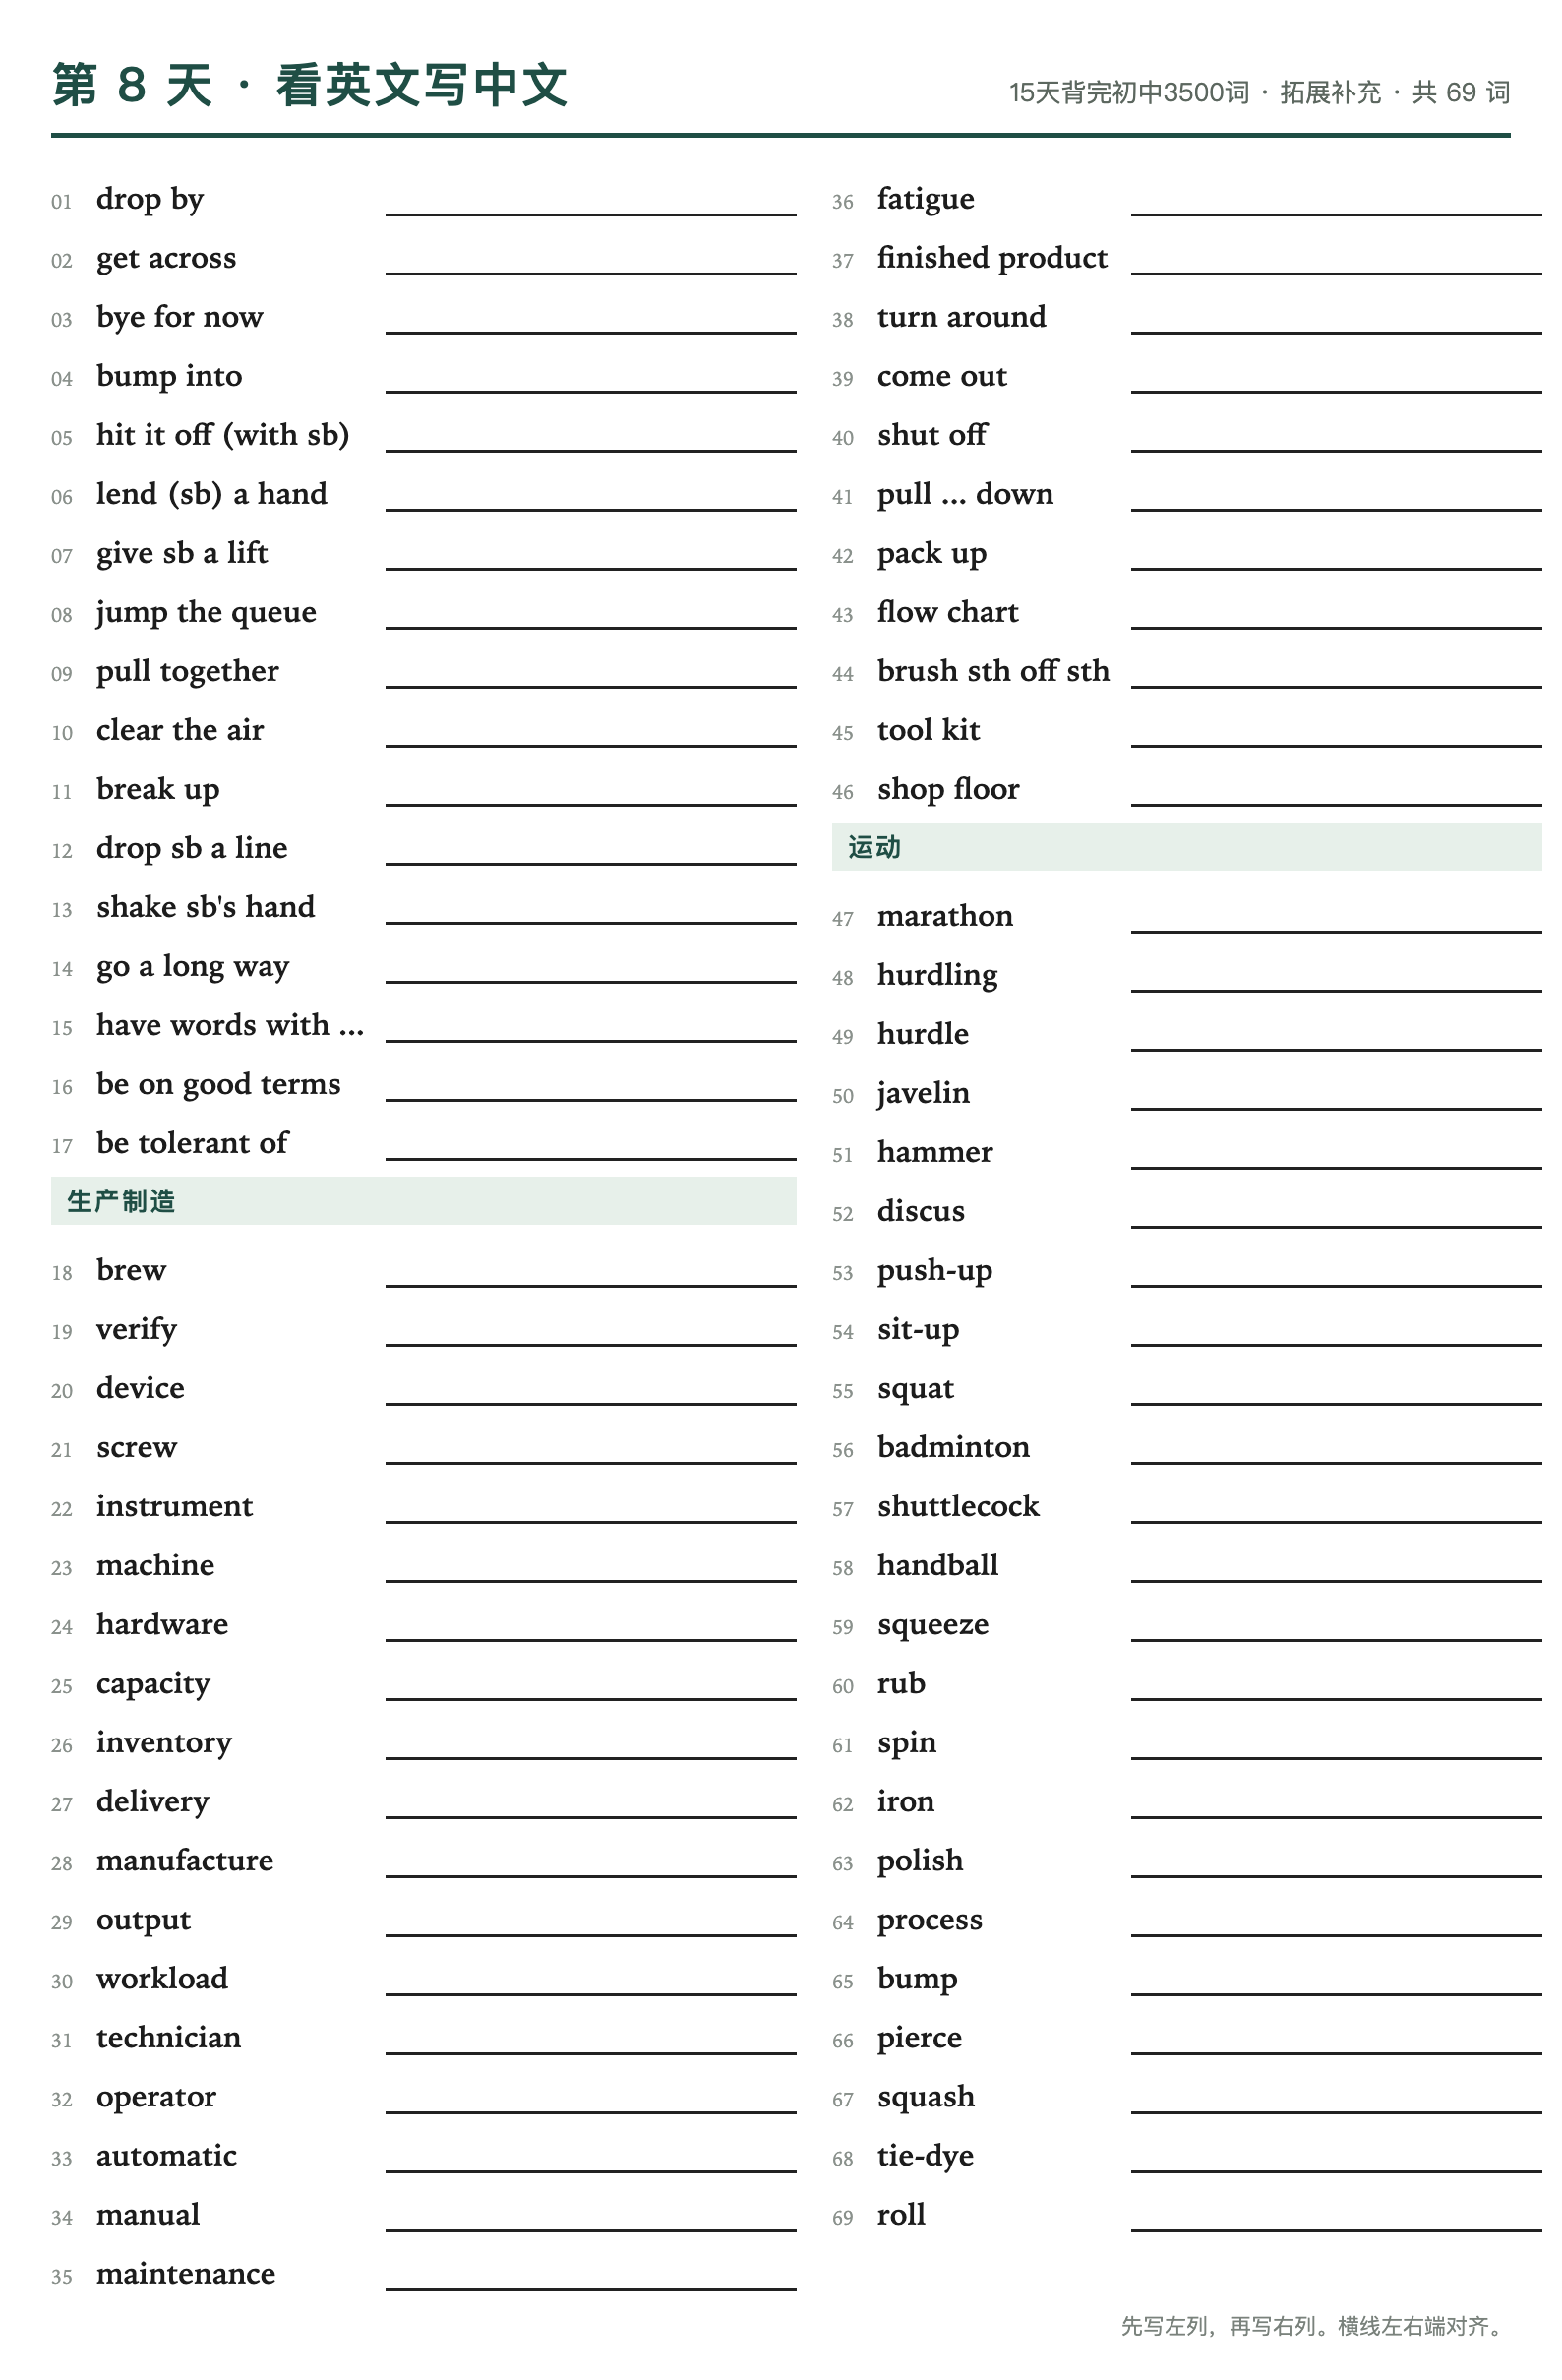 第 8 天 · 看英文写中文
15天背完初中3500词 · 拓展补充 · 共 69 词
01 drop by
02 get across
03 bye for now
04 bump into
05 hit it off (with sb)
06 lend (sb) a hand
07 give sb a lift
08 jump the queue
09 pull together
10 clear the air
11 break up
12 drop sb a line
13 shake sb's hand
14 go a long way
15 have words with ...
16 be on good terms
17 be tolerant of
生产制造
18 brew
19 verify
20 device
21 screw
22 instrument
23 machine
24 hardware
25 capacity
26 inventory
27 delivery
28 manufacture
29 output
30 workload
31 technician
32 operator
33 automatic
34 manual
35 maintenance
36 fatigue
37 finished product
38 turn around
39 come out
40 shut off
41 pull ... down
42 pack up
43 flow chart
44 brush sth off sth
45 tool kit
46 shop floor
运动
47 marathon
48 hurdling
49 hurdle
50 javelin
51 hammer
52 discus
53 push-up
54 sit-up
55 squat
56 badminton
57 shuttlecock
58 handball
59 squeeze
60 rub
61 spin
62 iron
63 polish
64 process
65 bump
66 pierce
67 squash
68 tie-dye
69 roll
先写左列，再写右列。横线左右端对齐。